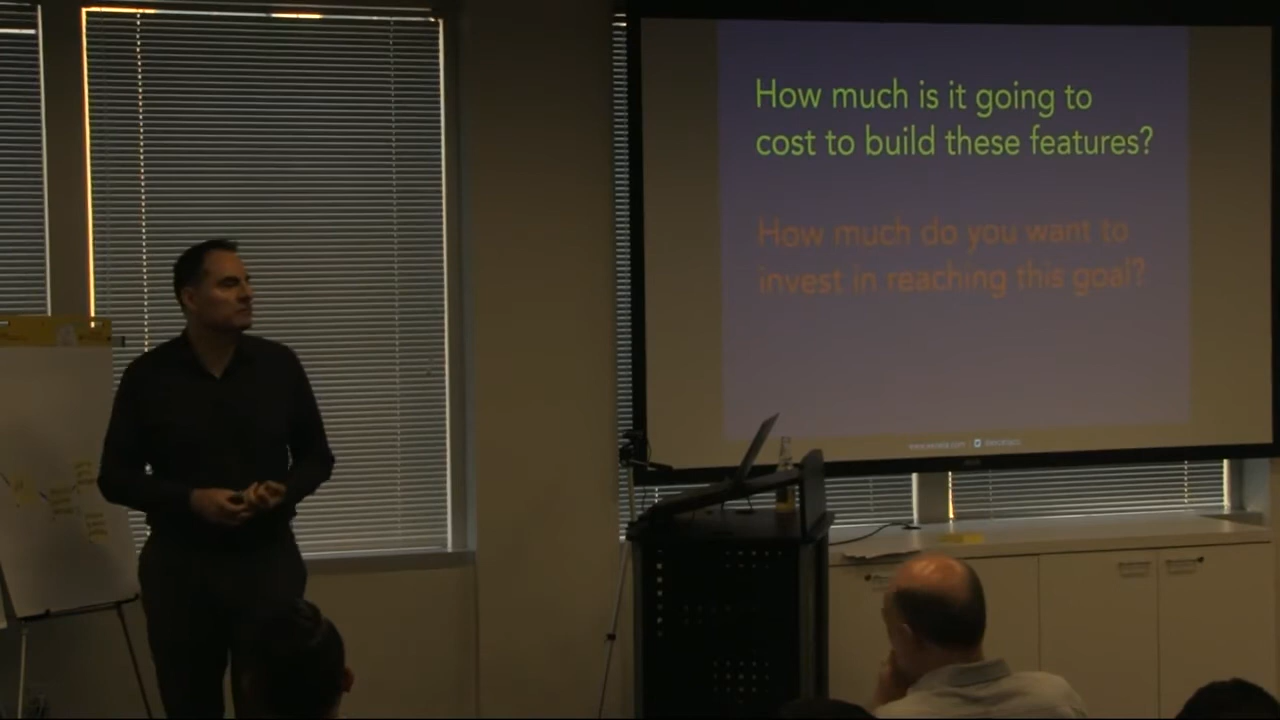 How much is it going to
cost to build these features?
How much do you want to
invest in reaching this goal?